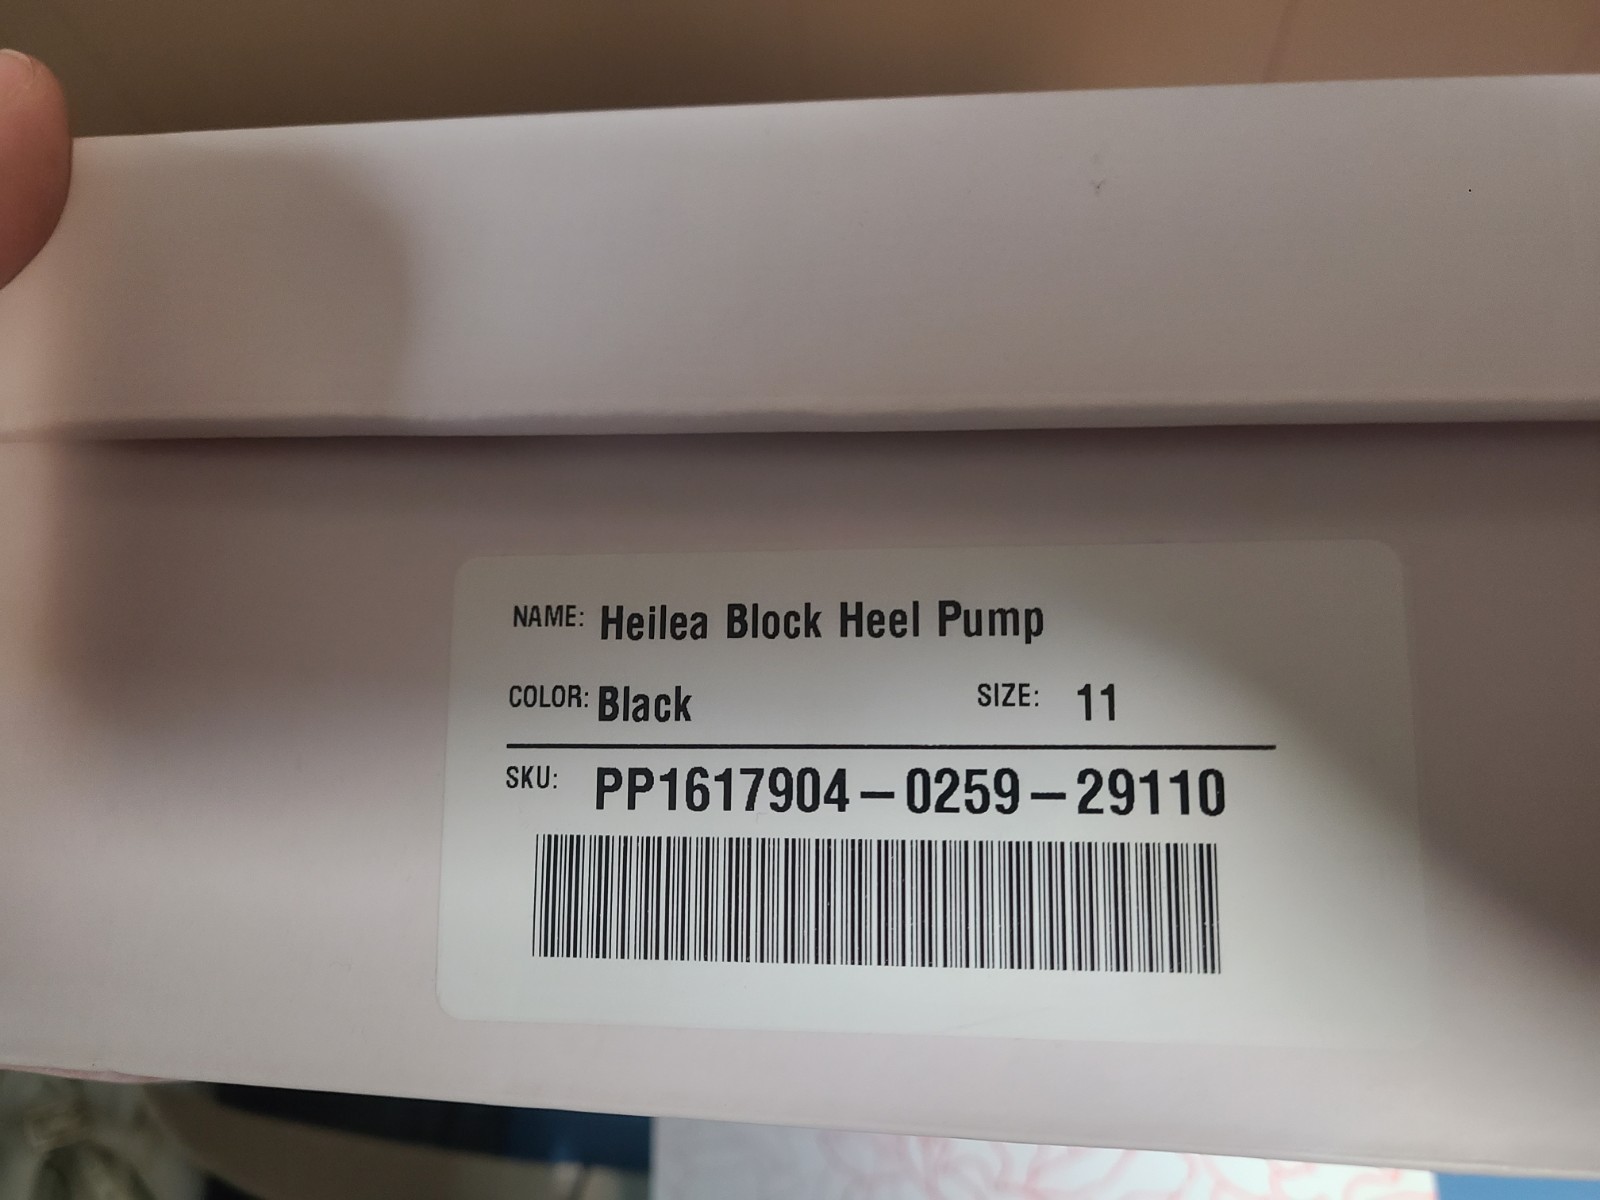 NAME: Heilea Block Heel Pump
COLOR: Black SIZE: 11
SKU: PP1617904-0259-29110